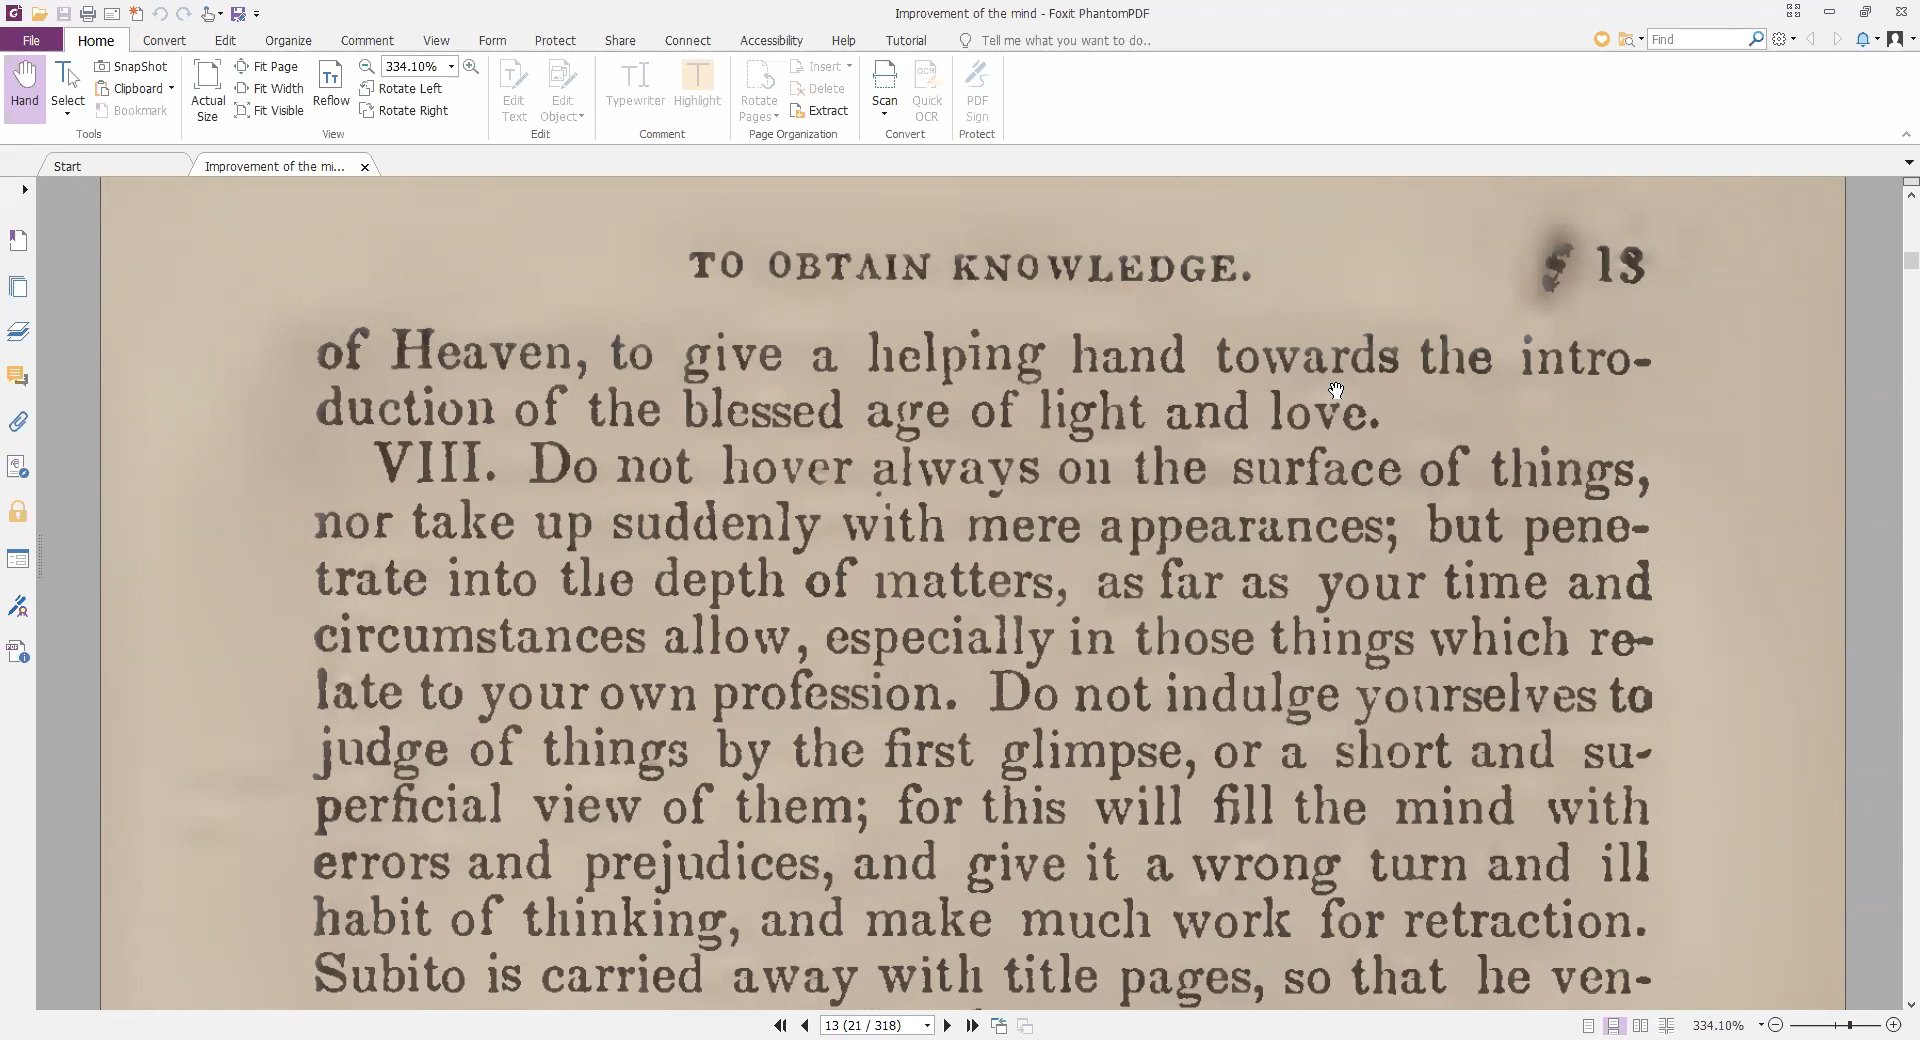 Improvement of the mind - Foxit PhantomPDF
File Home Convert Edit Organize Comment View Form Protect Share Connect Accessibility Help Tutorial Tell me what you want to do.. Find
Hand
Select
SnapShot
Clipboard
Bookmark
Tools
Actual Size
Fit Page
Fit Width
Fit Visible
Reflow
334.10%
Rotate Left
Rotate Right
View
Edit Text
Edit Object
Edit
Typewriter
Highlight
Comment
Rotate Pages
Insert
Delete
Extract
Page Organization
Scan
Quick OCR
Convert
PDF Sign
Protect
Start
Improvement of the mi...
TO OBTAIN KNOWLEDGE. 13
of Heaven, to give a helping hand towards the intro-
duction of the blessed age of light and love.
VIII. Do not hover always on the surface of things,
nor take up suddenly with mere appearances; but pene-
trate into the depth of matters, as far as your time and
circumstances allow, especially in those things which re-
late to your own profession. Do not indulge yourselves to
judge of things by the first glimpse, or a short and su-
perficial view of them; for this will fill the mind with
errors and prejudices, and give it a wrong turn and ill
habit of thinking, and make much work for retraction.
Subito is carried away with title pages, so that he ven-
13 (21 / 318)
334.10%